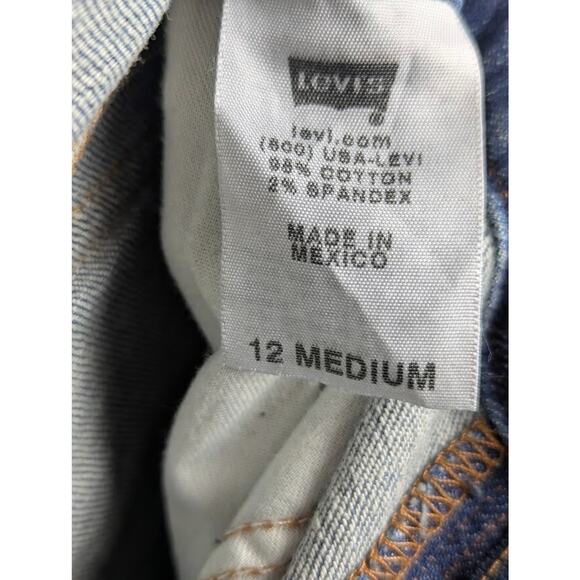 LEVI'S
®
levi.com
(800) USA-LEVI
98% COTTON
2% SPANDEX
MADE IN
MEXICO
12 MEDIUM